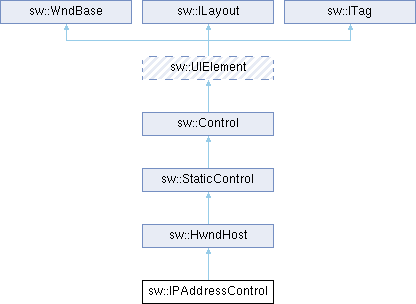 sw::WndBase
sw::ILayout
sw::ITag
sw::UIElement
sw::Control
sw::StaticControl
sw::HwndHost
sw::IPAddressControl